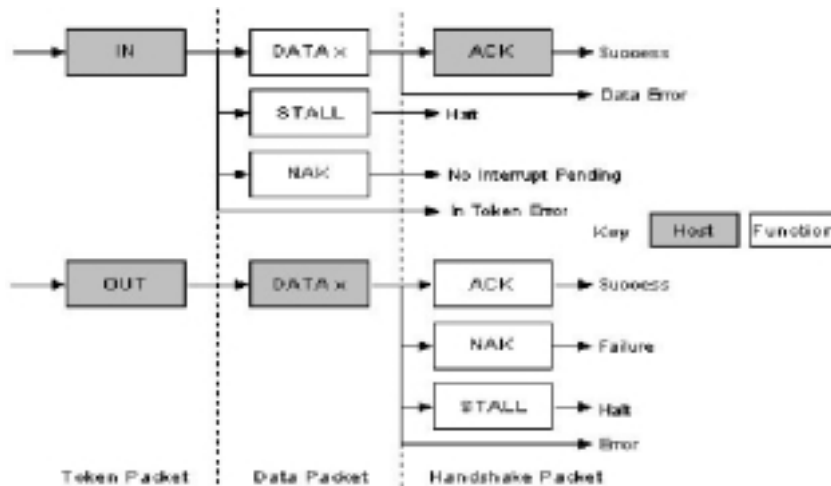 IN
DATA x
ACK
Success
Data Error
STALL
Halt
NAK
No Interrupt Pending
In Token Error
Key
Host
Function
OUT
DATA x
ACK
Success
NAK
Failure
STALL
Halt
Error
Token Packet
Data Packet
Handshake Packet